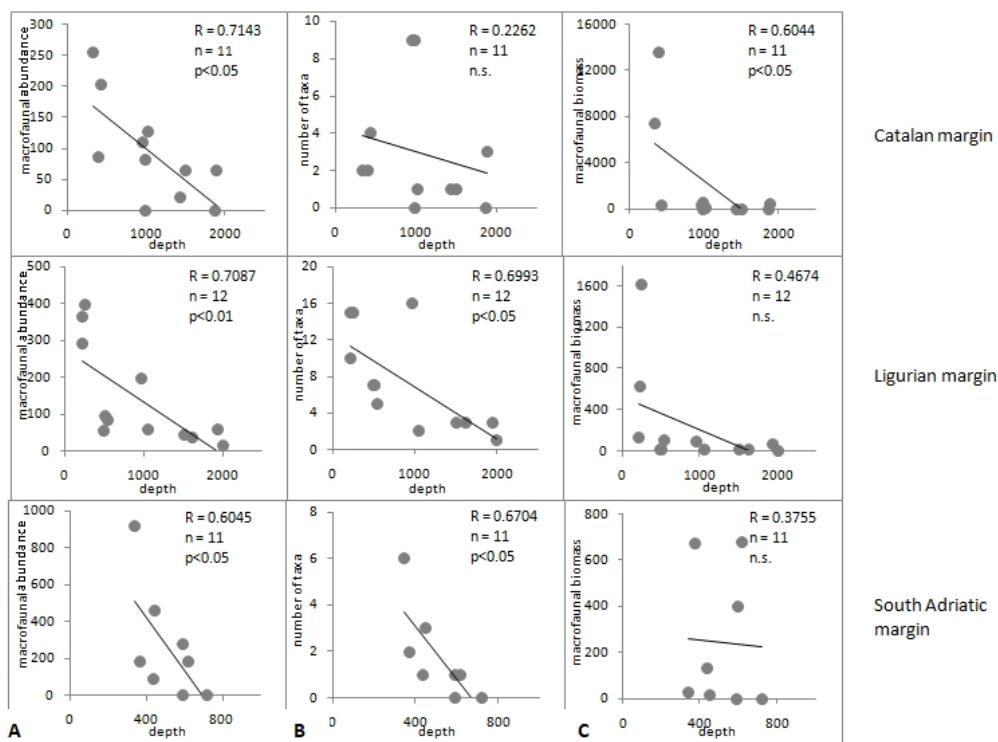 macrofaunal abundance
300
250
200
150
100
50
0
0 1000 2000
depth
R = 0.7143
n = 11
p<0.05
number of taxa
10
8
6
4
2
0
0 1000 2000
depth
R = 0.2262
n = 11
n.s.
macrofaunal biomass
16000
12000
8000
4000
0
0 1000 2000
depth
R = 0.6044
n = 11
p<0.05
Catalan margin
macrofaunal abundance
500
400
300
200
100
0
0 1000 2000
depth
R = 0.7087
n = 12
p<0.01
number of taxa
20
16
12
8
4
0
0 1000 2000
depth
R = 0.6993
n = 12
p<0.05
macrofaunal biomass
1600
1200
800
400
0
0 1000 2000
depth
R = 0.4674
n = 12
n.s.
Ligurian margin
macrofaunal abundance
1000
800
600
400
200
0
0 400 800
depth
R = 0.6045
n = 11
p<0.05
A
number of taxa
8
6
4
2
0
0 400 800
depth
R = 0.6704
n = 11
p<0.05
B
macrofaunal biomass
800
600
400
200
0
0 400 800
depth
R = 0.3755
n = 11
n.s.
C
South Adriatic
margin